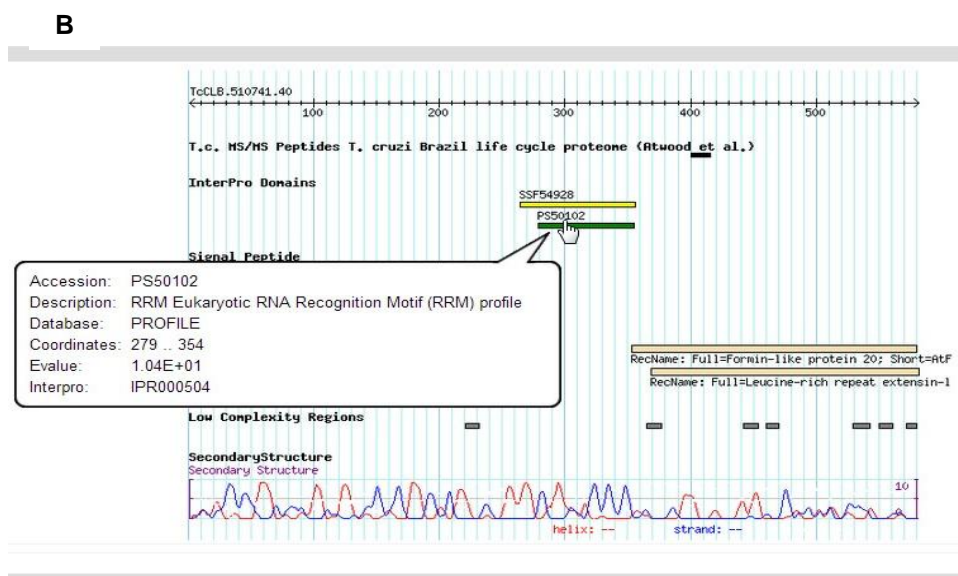 B
TcCLB.510741.40
100 200 300 400 500
T.c. MS/MS Peptides T. cruzi Brazil life cycle proteome (Atwood et al.)
InterPro Domains
SSF54928
PS50102
Signal Peptide
Accession: PS50102
Description: RRM Eukaryotic RNA Recognition Motif (RRM) profile
Database: PROFILE
Coordinates: 279 .. 354
Evalue: 1.04E+01
Interpro: IPR000504
RecName: Full=Formin-like protein 20; Short=AtF
RecName: Full=Leucine-rich repeat extensin-l
Low Complexity Regions
SecondaryStructure
Secondary Structure
10
helix: -- strand: --